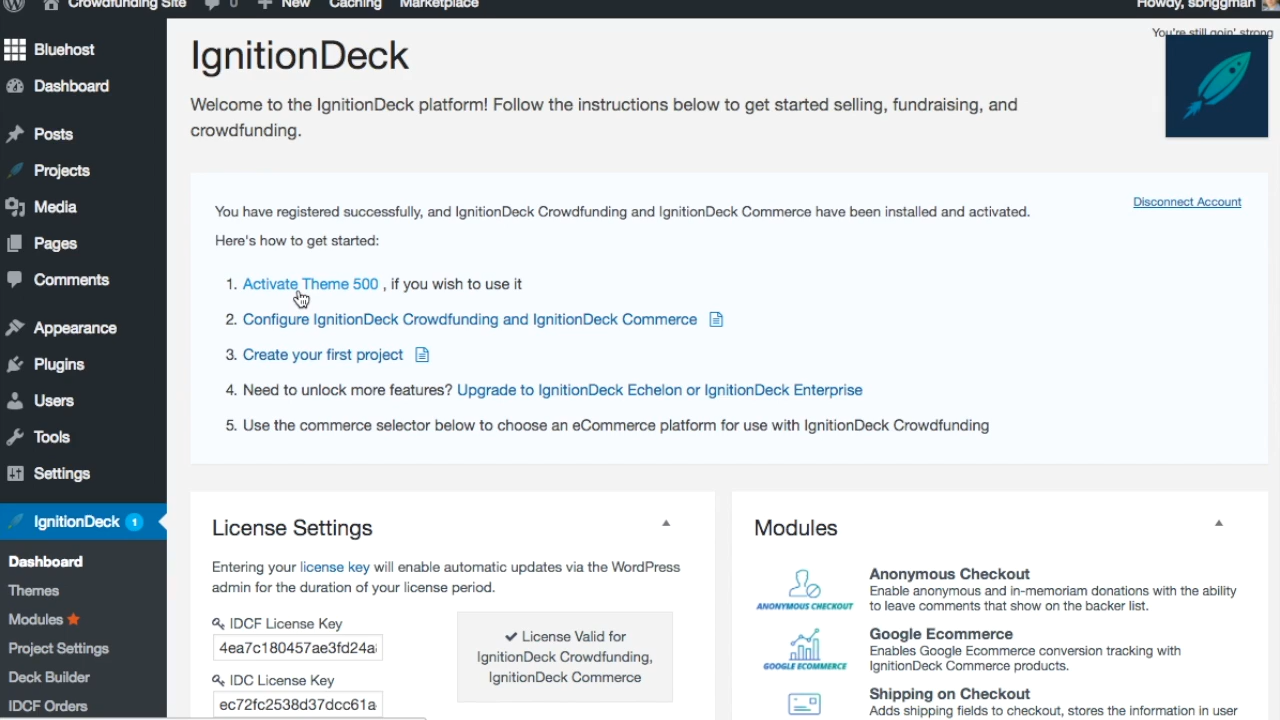 Crowdfunding Site 0 New Caching Marketplace Howdy, sbriggman
You're still goin' strong
Bluehost
Dashboard
Posts
Projects
Media
Pages
Comments
Appearance
Plugins
Users
Tools
Settings
IgnitionDeck 1
Dashboard
Themes
Modules
Project Settings
Deck Builder
IDCF Orders
IgnitionDeck
Welcome to the IgnitionDeck platform! Follow the instructions below to get started selling, fundraising, and
crowdfunding.
Disconnect Account
You have registered successfully, and IgnitionDeck Crowdfunding and IgnitionDeck Commerce have been installed and activated.
Here's how to get started:
1. Activate Theme 500 , if you wish to use it
2. Configure IgnitionDeck Crowdfunding and IgnitionDeck Commerce
3. Create your first project
4. Need to unlock more features? Upgrade to IgnitionDeck Echelon or IgnitionDeck Enterprise
5. Use the commerce selector below to choose an eCommerce platform for use with IgnitionDeck Crowdfunding
License Settings
Entering your license key will enable automatic updates via the WordPress
admin for the duration of your license period.
IDCF License Key
4ea7c180457ae3fd24a
IDC License Key
ec72fc2538d37dcc61a
License Valid for
IgnitionDeck Crowdfunding,
IgnitionDeck Commerce
Modules
ANONYMOUS CHECKOUT
Anonymous Checkout
Enable anonymous and in-memoriam donations with the ability
to leave comments that show on the backer list.
GOOGLE ECOMMERCE
Google Ecommerce
Enables Google Ecommerce conversion tracking with
IgnitionDeck Commerce products.
Shipping on Checkout
Adds shipping fields to checkout, stores the information in user